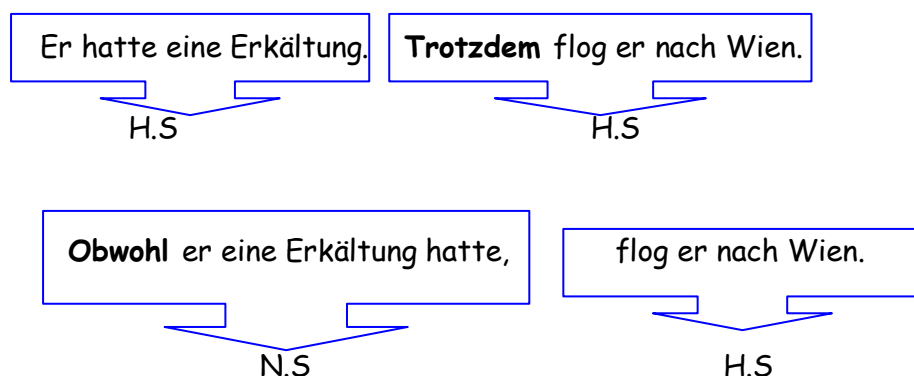 Er hatte eine Erkältung. Trotzdem flog er nach Wien.
H.S H.S
Obwohl er eine Erkältung hatte, flog er nach Wien.
N.S H.S